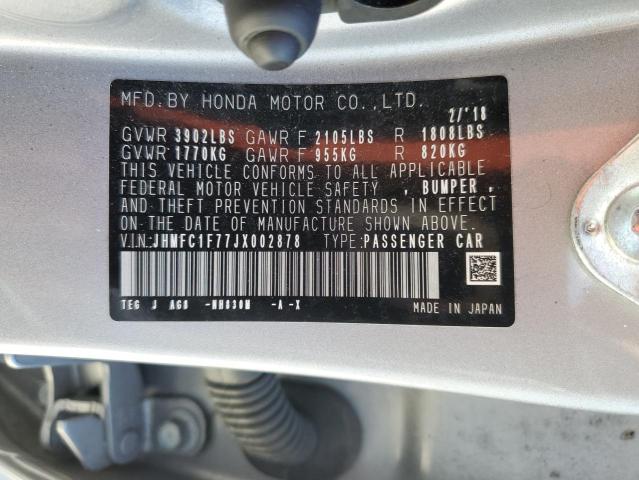 MFD.BY HONDA MOTOR CO.,LTD. 2/'18
GVWR 3902LBS GAWR F 2105LBS R 1808LBS
GVWR 1770KG GAWR F 955KG R 820KG
THIS VEHICLE CONFORMS TO ALL APPLICABLE
FEDERAL MOTOR VEHICLE SAFETY , BUMPER ,
AND THEFT PREVENTION STANDARDS IN EFFECT
ON THE DATE OF MANUFACTURE SHOWN ABOVE.
V.I.N.:JHMFC1F77JX002878 TYPE:PASSENGER CAR
TEG J AGS -NH830M -A -X MADE IN JAPAN